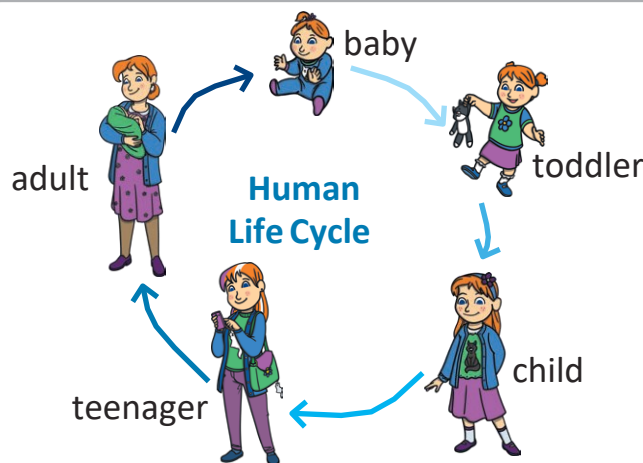 baby
toddler
adult
Human
Life Cycle
child
teenager